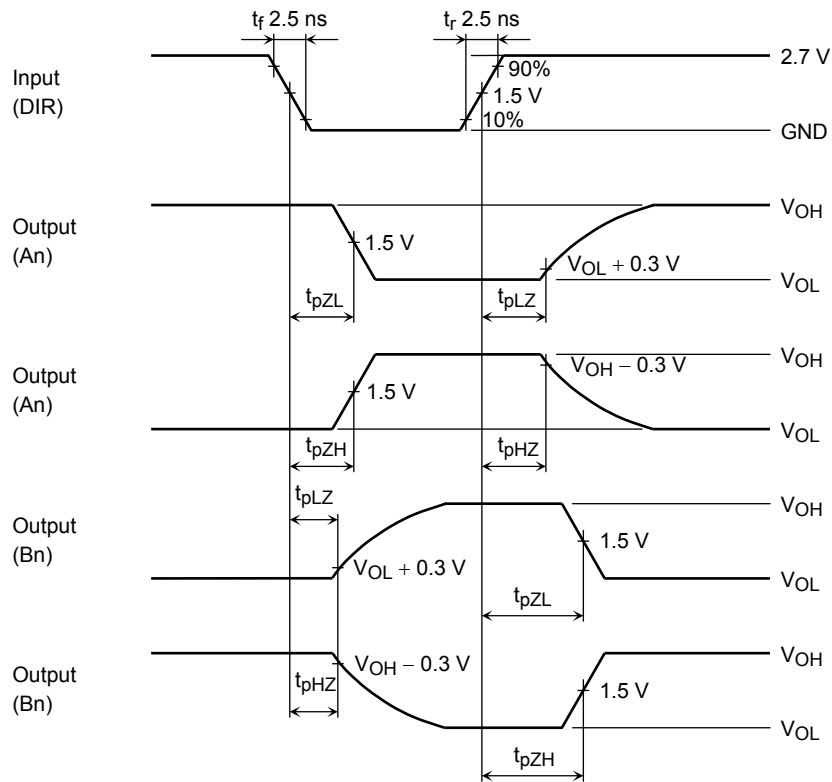 tf 2.5 ns
tr 2.5 ns
Input
(DIR)
2.7 V
90%
1.5 V
10%
GND
Output
(An)
VOH
1.5 V
VOL + 0.3 V
VOL
tpZL
tpLZ
Output
(An)
VOH
VOH − 0.3 V
1.5 V
VOL
tpZH
tpHZ
tpLZ
Output
(Bn)
VOH
1.5 V
VOL + 0.3 V
VOL
tpZL
Output
(Bn)
VOH
VOH − 0.3 V
1.5 V
tpHZ
VOL
tpZH